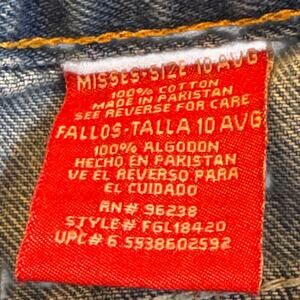 MISSES-SIZE 10 AVG
100% COTTON
MADE IN PAKISTAN
SEE REVERSE FOR CARE
FALLOS-TALLA 10 AVG
100% ALGODON
HECHO EN PAKISTAN
VE EL REVERSO PARA
EL CUIDADO
RN# 96238
STYLE# FGL18420
UPC# 6 5538602592